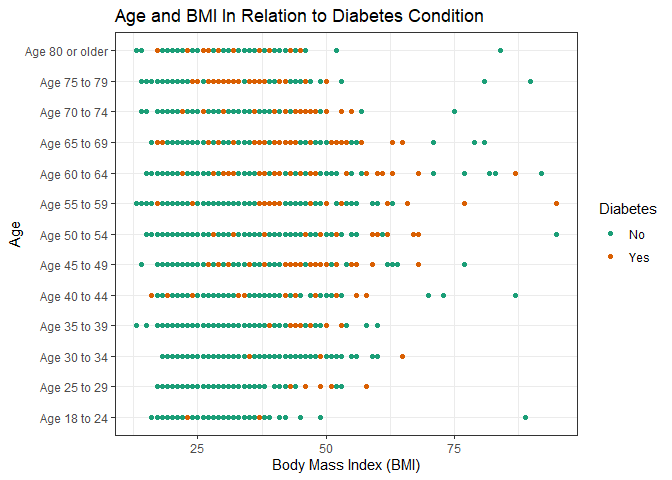 Age and BMI In Relation to Diabetes Condition
Age 80 or older
Age 75 to 79
Age 70 to 74
Age 65 to 69
Age 60 to 64
Age 55 to 59
Age 50 to 54
Age 45 to 49
Age 40 to 44
Age 35 to 39
Age 30 to 34
Age 25 to 29
Age 18 to 24
Age
25
50
75
Body Mass Index (BMI)
Diabetes
No
Yes